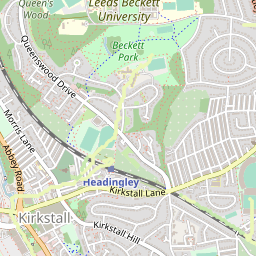 Queen's
Wood
Leeds Beckett
University
Beckett
Park
Queenswood Drive
Morris Lane
Abbey Road
Headingley
Kirkstall Lane
Kirkstall
Kirkstall Hill